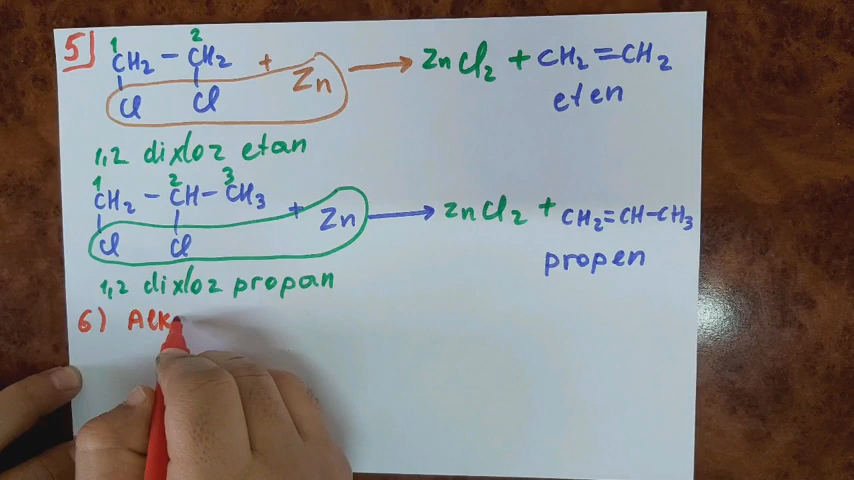 5)
1 2
CH2 – CH2 + Zn → ZnCl2 + CH2=CH2
Cl Cl
eten
1,2 dixloz etan
1 2 3
CH2 – CH – CH3 + Zn → ZnCl2 + CH2=CH–CH3
Cl Cl
propen
1,2 dixloz propan
6) Alk